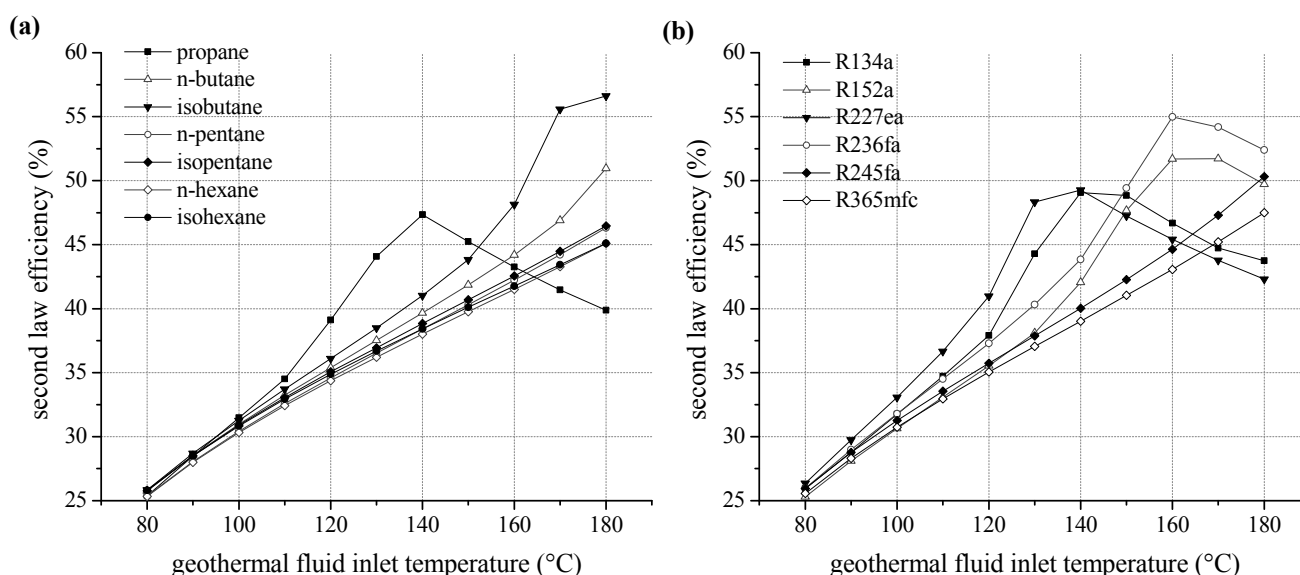 (a)
second law efficiency (%)
60
55
50
45
40
35
30
25
propane
n-butane
isobutane
n-pentane
isopentane
n-hexane
isohexane
80 100 120 140 160 180
geothermal fluid inlet temperature (°C)
(b)
second law efficiency (%)
60
55
50
45
40
35
30
25
R134a
R152a
R227ea
R236fa
R245fa
R365mfc
80 100 120 140 160 180
geothermal fluid inlet temperature (°C)